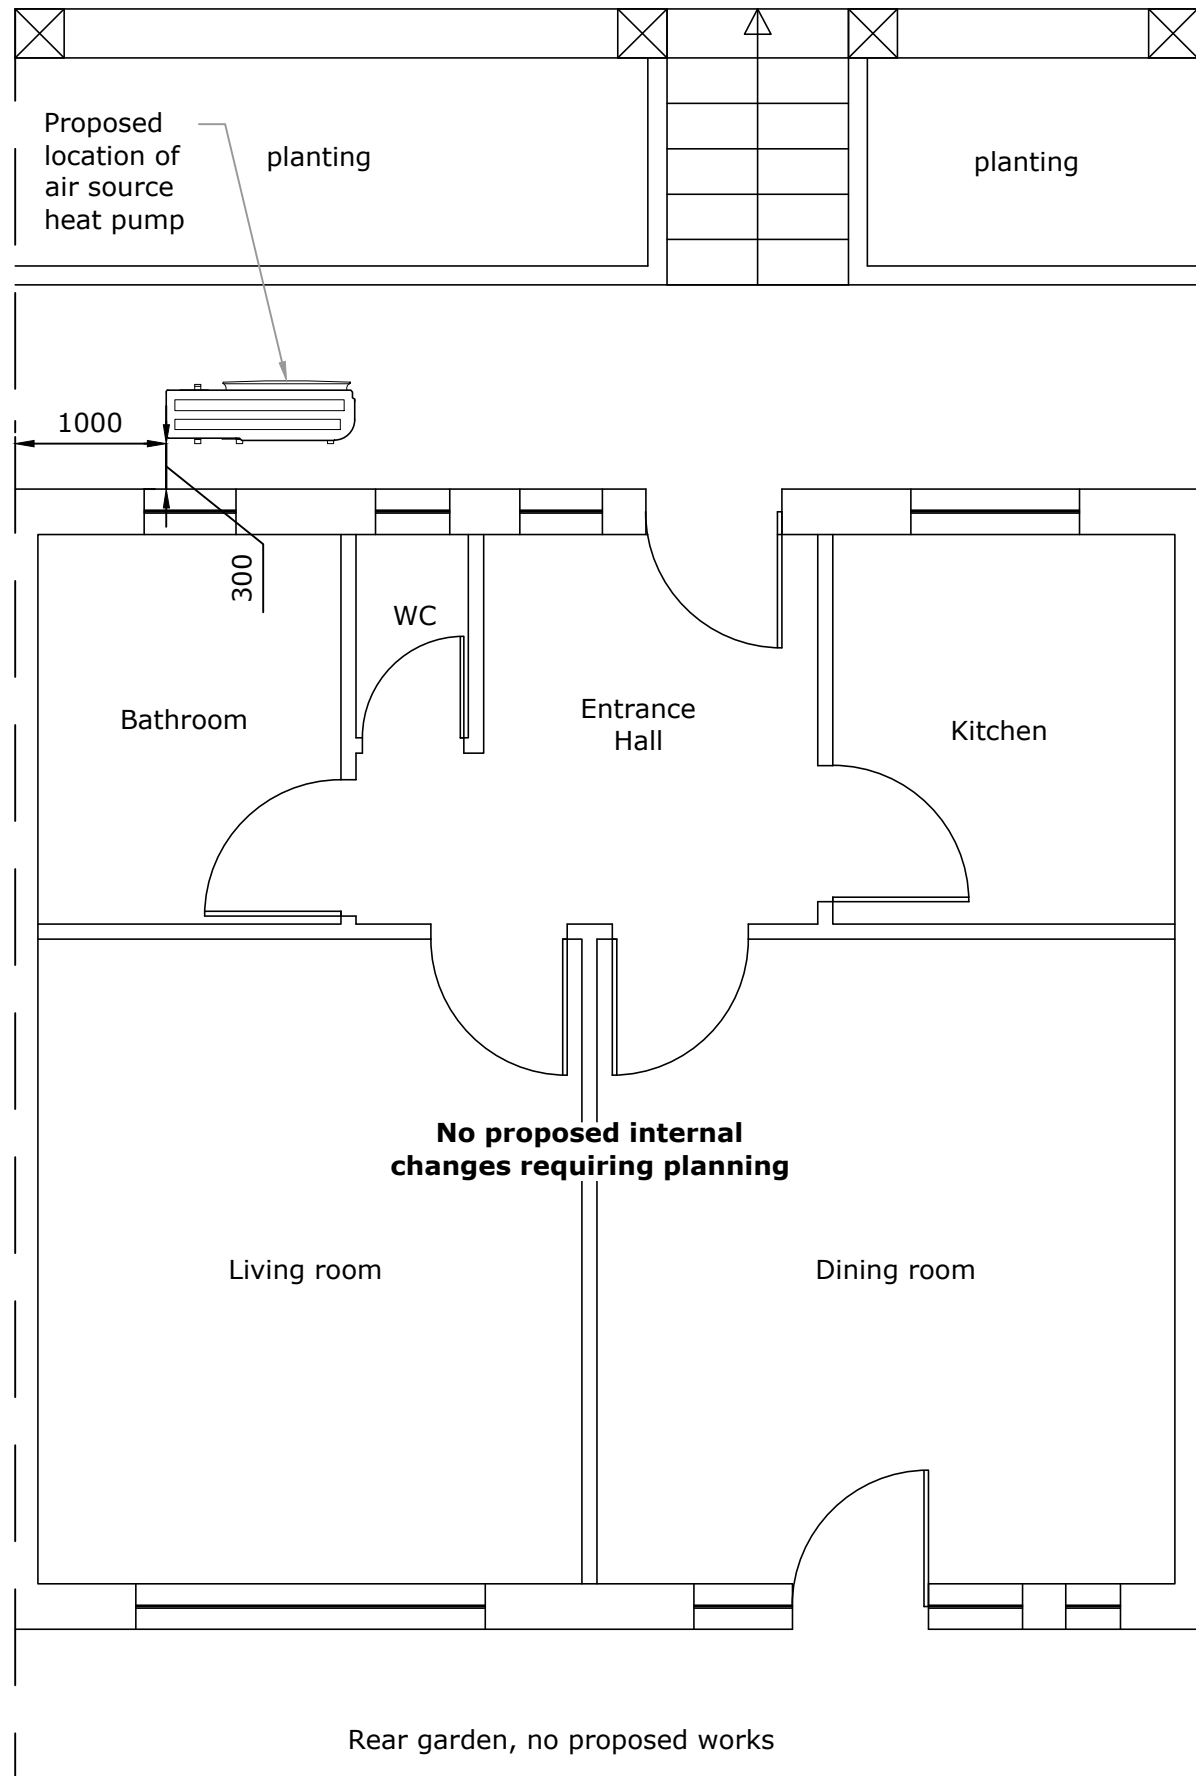 Proposed
location of
air source
heat pump
planting
planting
1000
300
WC
Bathroom
Entrance
Hall
Kitchen
No proposed internal
changes requiring planning
Living room
Dining room
Rear garden, no proposed works